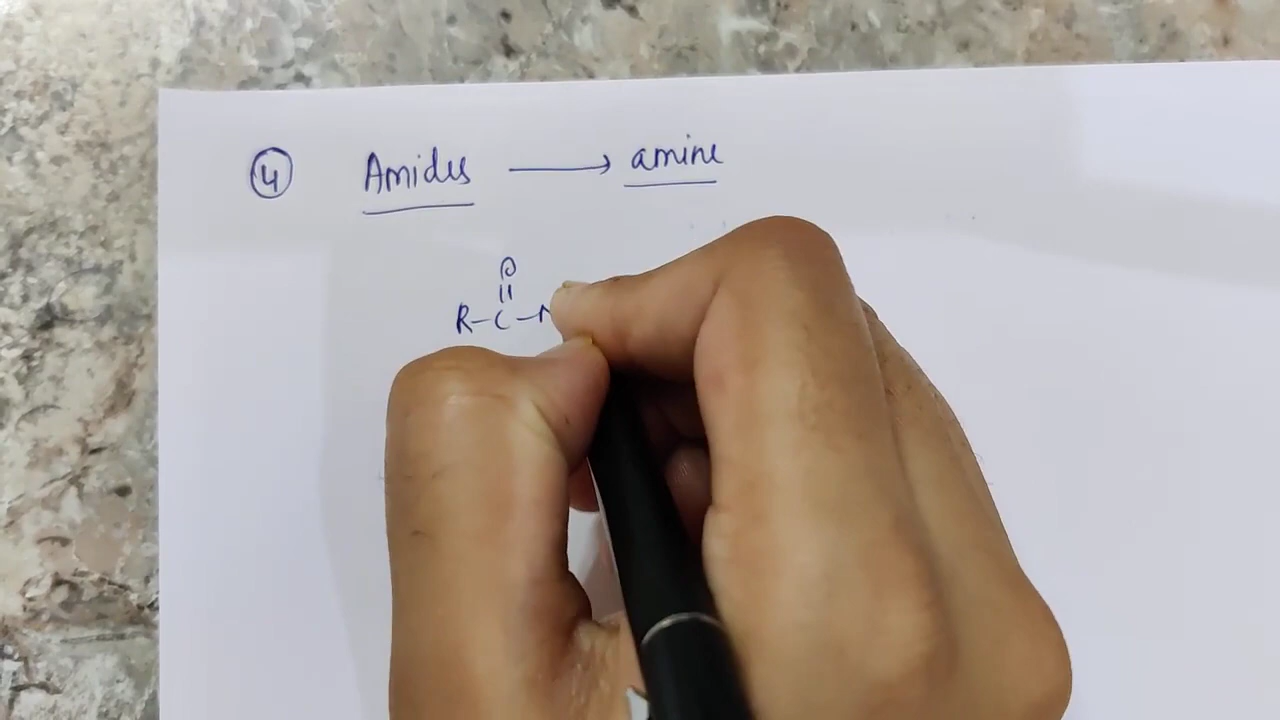 ④ Amides ⟶ amine
O
||
R-C-N